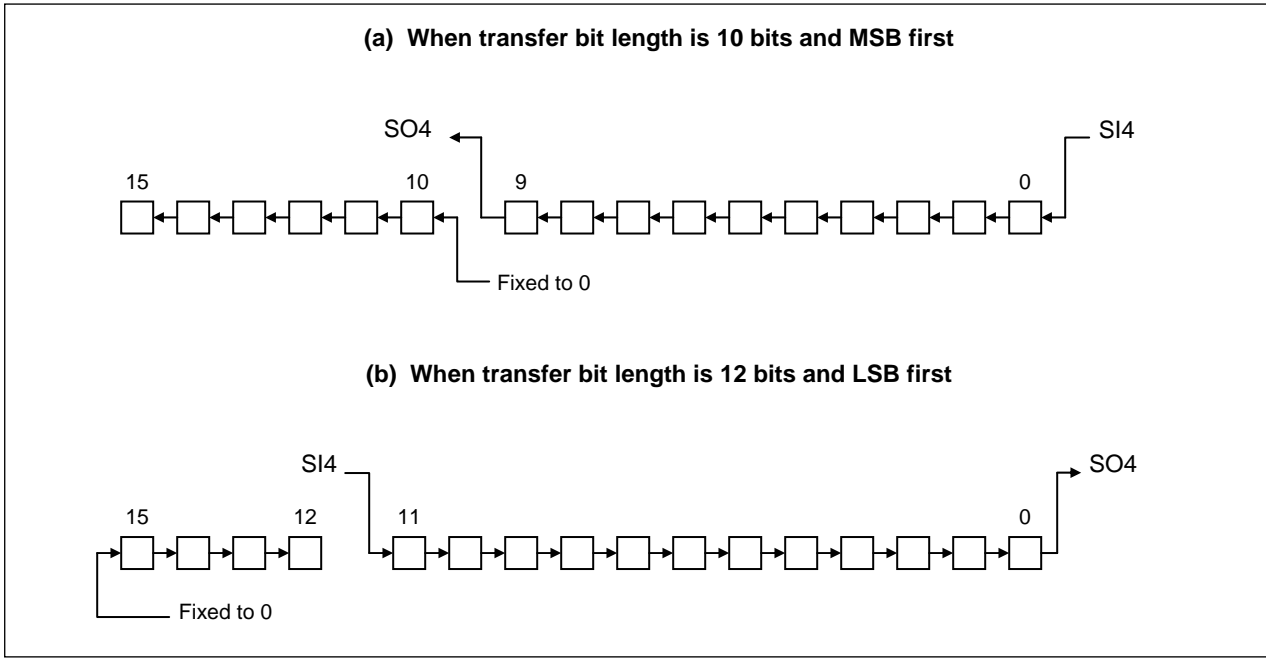 (a) When transfer bit length is 10 bits and MSB first
SO4
SI4
15
10
9
0
Fixed to 0
(b) When transfer bit length is 12 bits and LSB first
SI4
SO4
15
12
11
0
Fixed to 0